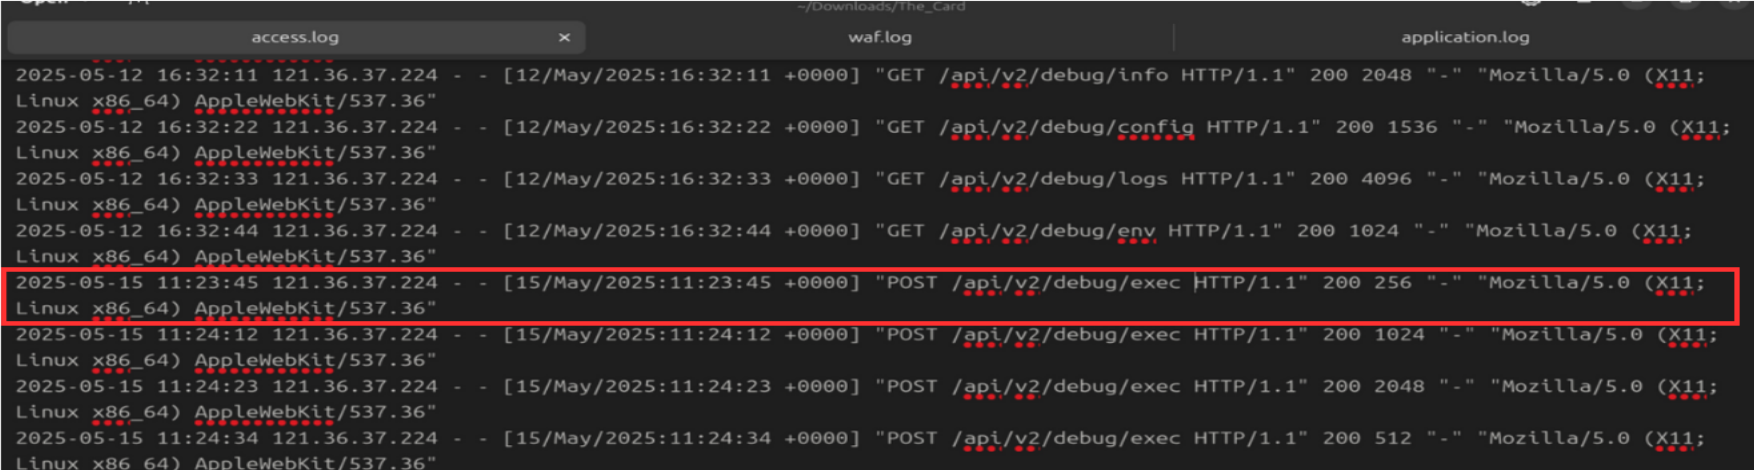 ~/Downloads/The_Card
access.log × waf.log application.log
2025-05-12 16:32:11 121.36.37.224 - - [12/May/2025:16:32:11 +0000] "GET /api/v2/debug/info HTTP/1.1" 200 2048 "-" "Mozilla/5.0 (X11;
Linux x86_64) AppleWebKit/537.36"
2025-05-12 16:32:22 121.36.37.224 - - [12/May/2025:16:32:22 +0000] "GET /api/v2/debug/config HTTP/1.1" 200 1536 "-" "Mozilla/5.0 (X11;
Linux x86_64) AppleWebKit/537.36"
2025-05-12 16:32:33 121.36.37.224 - - [12/May/2025:16:32:33 +0000] "GET /api/v2/debug/logs HTTP/1.1" 200 4096 "-" "Mozilla/5.0 (X11;
Linux x86_64) AppleWebKit/537.36"
2025-05-12 16:32:44 121.36.37.224 - - [12/May/2025:16:32:44 +0000] "GET /api/v2/debug/env HTTP/1.1" 200 1024 "-" "Mozilla/5.0 (X11;
Linux x86_64) AppleWebKit/537.36"
2025-05-15 11:23:45 121.36.37.224 - - [15/May/2025:11:23:45 +0000] "POST /api/v2/debug/exec HTTP/1.1" 200 256 "-" "Mozilla/5.0 (X11;
Linux x86_64) AppleWebKit/537.36"
2025-05-15 11:24:12 121.36.37.224 - - [15/May/2025:11:24:12 +0000] "POST /api/v2/debug/exec HTTP/1.1" 200 1024 "-" "Mozilla/5.0 (X11;
Linux x86_64) AppleWebKit/537.36"
2025-05-15 11:24:23 121.36.37.224 - - [15/May/2025:11:24:23 +0000] "POST /api/v2/debug/exec HTTP/1.1" 200 2048 "-" "Mozilla/5.0 (X11;
Linux x86_64) AppleWebKit/537.36"
2025-05-15 11:24:34 121.36.37.224 - - [15/May/2025:11:24:34 +0000] "POST /api/v2/debug/exec HTTP/1.1" 200 512 "-" "Mozilla/5.0 (X11;
Linux x86_64) AppleWebKit/537.36"